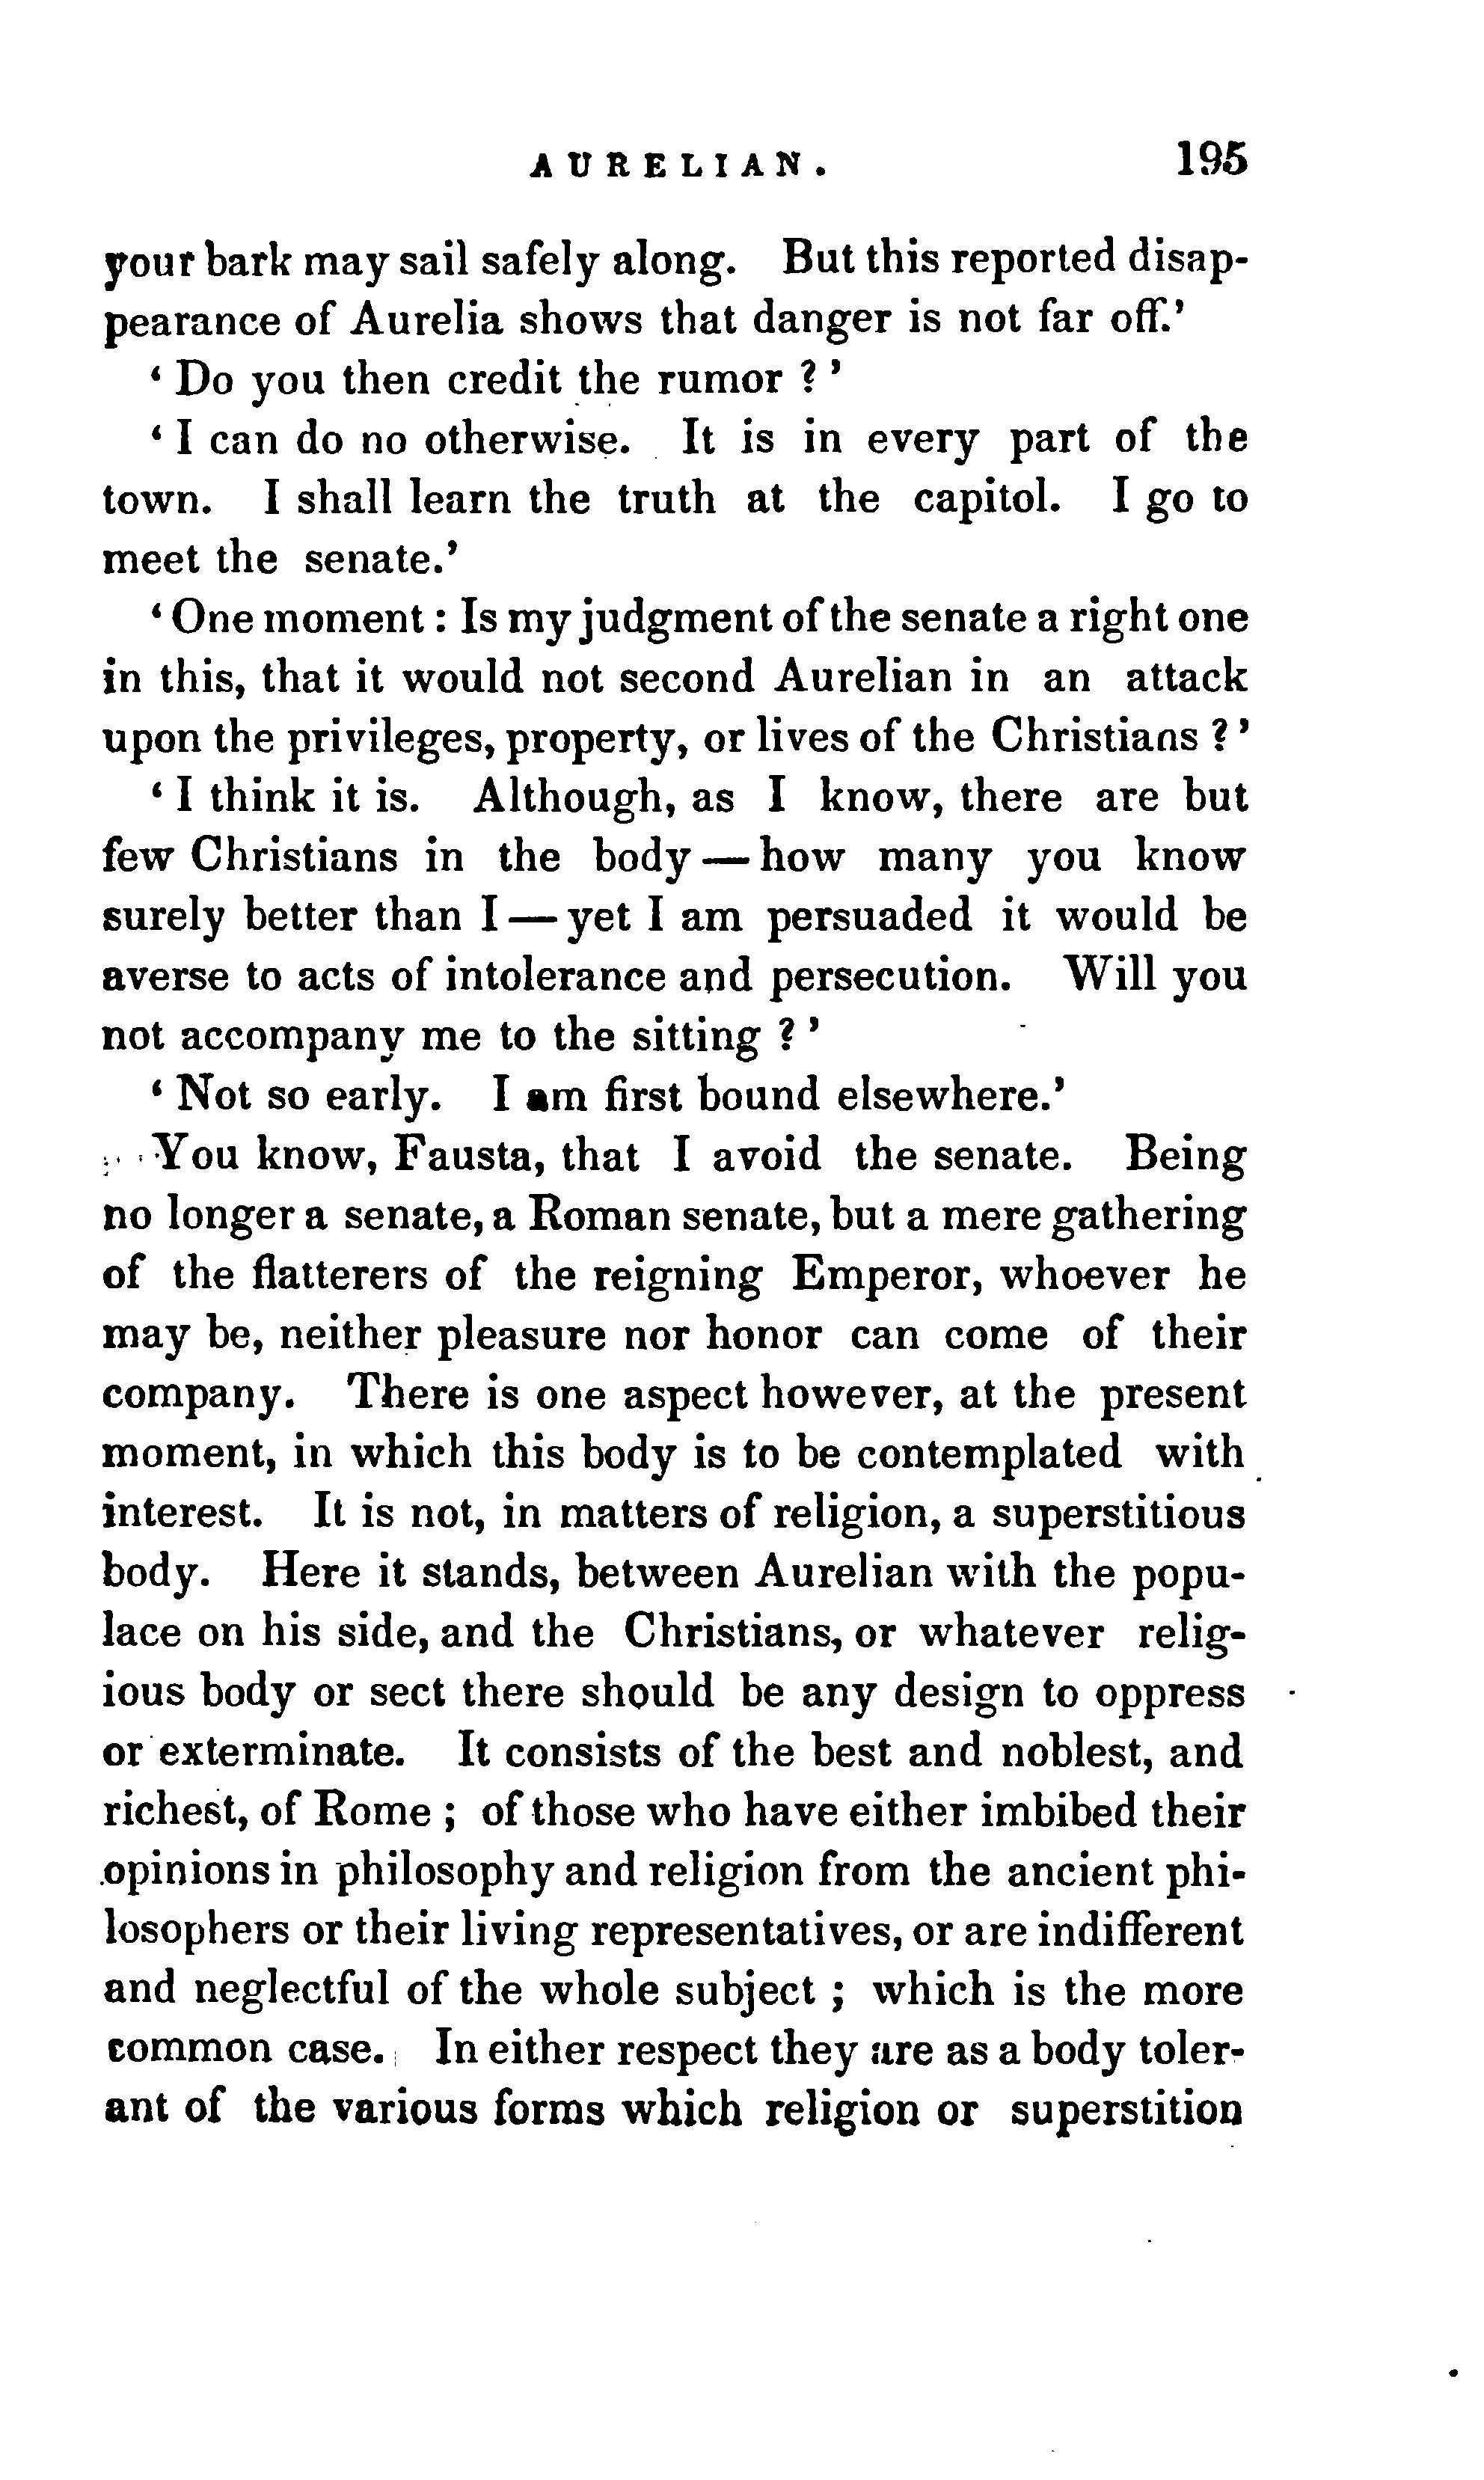 AURELIAN. 195
your bark may sail safely along. But this reported disap-
pearance of Aurelia shows that danger is not far off.'
' Do you then credit the rumor ? '
' I can do no otherwise. It is in every part of the
town. I shall learn the truth at the capitol. I go to
meet the senate.'
' One moment : Is my judgment of the senate a right one
in this, that it would not second Aurelian in an attack
upon the privileges, property, or lives of the Christians ? '
' I think it is. Although, as I know, there are but
few Christians in the body — how many you know
surely better than I — yet I am persuaded it would be
averse to acts of intolerance and persecution. Will you
not accompany me to the sitting ? '
' Not so early. I am first bound elsewhere.'
You know, Fausta, that I avoid the senate. Being
no longer a senate, a Roman senate, but a mere gathering
of the flatterers of the reigning Emperor, whoever he
may be, neither pleasure nor honor can come of their
company. There is one aspect however, at the present
moment, in which this body is to be contemplated with
interest. It is not, in matters of religion, a superstitious
body. Here it stands, between Aurelian with the popu-
lace on his side, and the Christians, or whatever relig-
ious body or sect there should be any design to oppress
or exterminate. It consists of the best and noblest, and
richest, of Rome ; of those who have either imbibed their
opinions in philosophy and religion from the ancient phi-
losophers or their living representatives, or are indifferent
and neglectful of the whole subject ; which is the more
common case. In either respect they are as a body toler-
ant of the various forms which religion or superstition